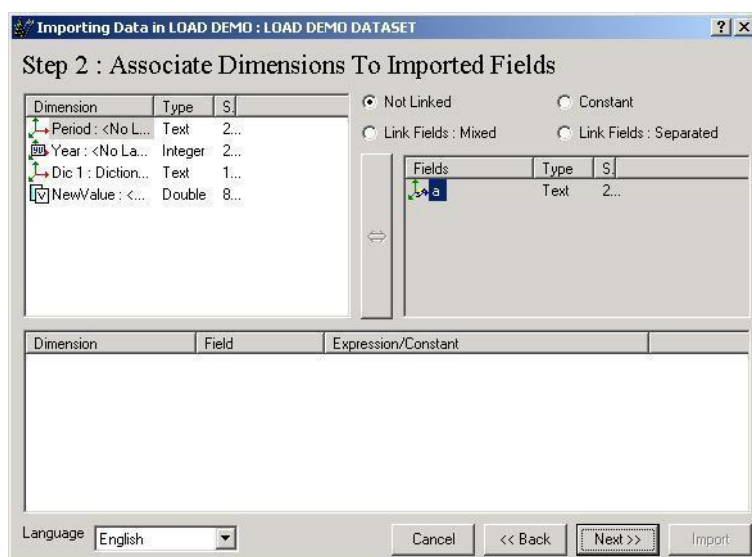 Importing Data in LOAD DEMO : LOAD DEMO DATASET
Step 2 : Associate Dimensions To Imported Fields
Dimension Type S.
Period : <No L... Text 2...
Year : <No La... Integer 2...
Dic 1 : Diction... Text 1...
NewValue : <... Double 8...
Not Linked Constant
Link Fields : Mixed Link Fields : Separated
Fields Type S.
a Text 2...
Dimension Field Expression/Constant
Language English Cancel << Back Next >> Import